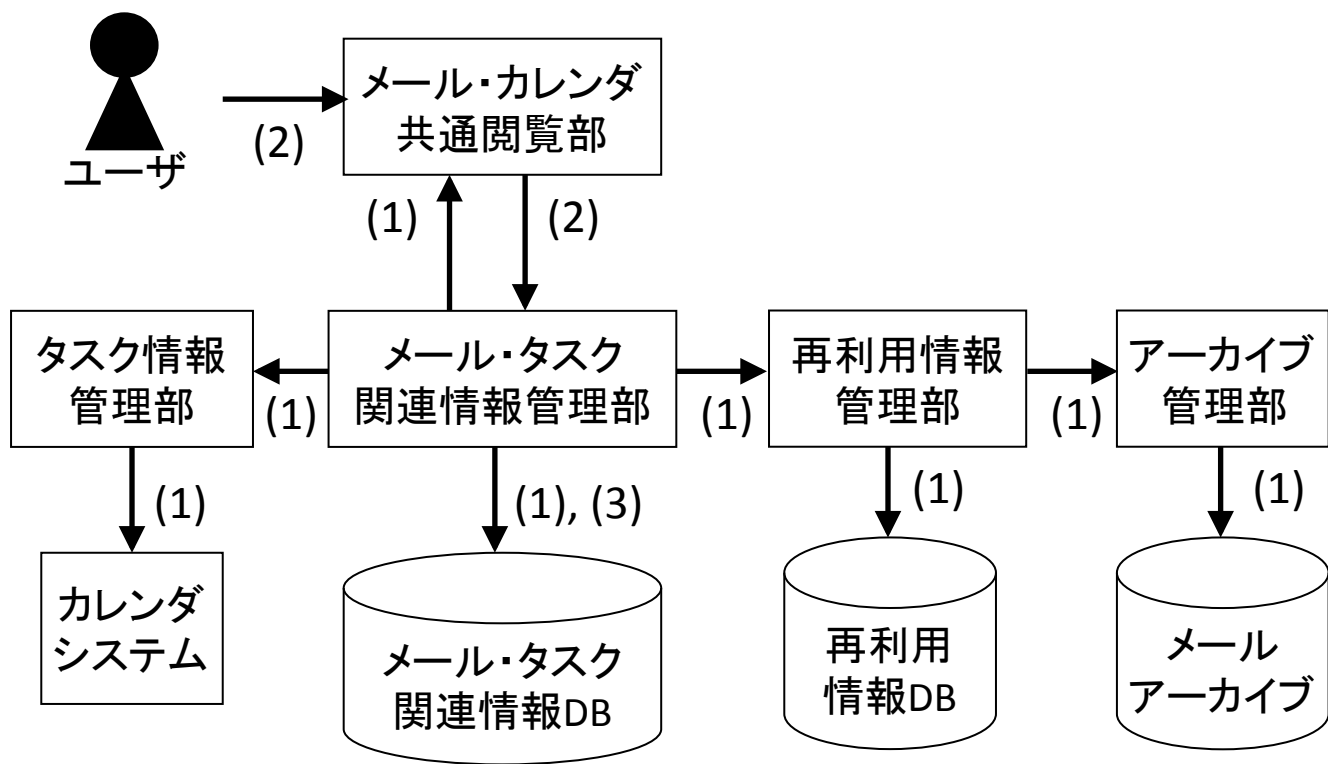 メール・カレンダ
共通閲覧部
(2)
ユーザ
(1)
(2)
タスク情報
管理部
(1)
メール・タスク
関連情報管理部
(1)
再利用情報
管理部
(1)
アーカイブ
管理部
(1)
(1), (3)
(1)
(1)
カレンダ
システム
メール・タスク
関連情報DB
再利用
情報DB
メール
アーカイブ